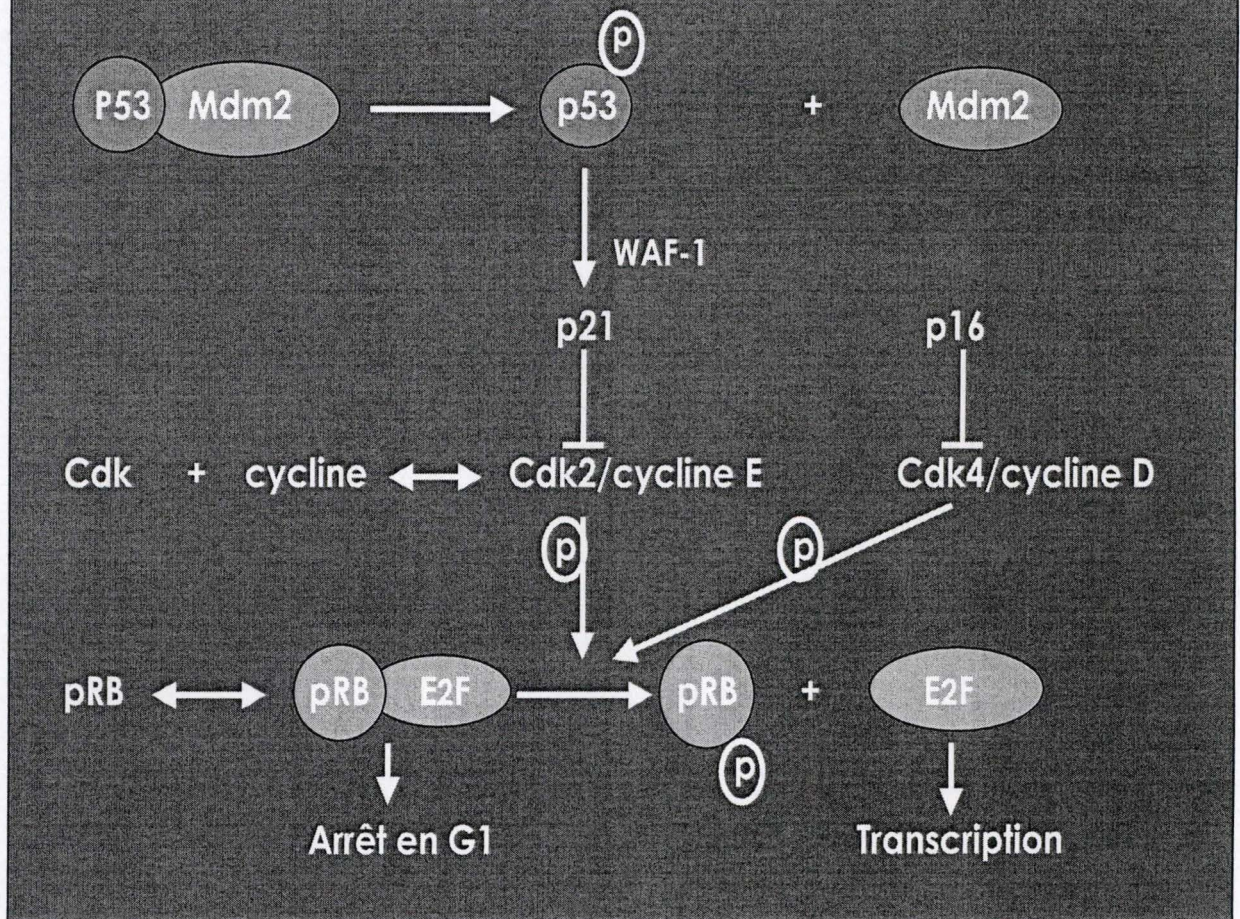 p
P53 Mdm2 p53 + Mdm2
WAF-1
p21 p16
Cdk + cycline Cdk2/cycline E Cdk4/cycline D
p p
pRB pRB E2F pRB + E2F
p
Arrêt en G1 Transcription